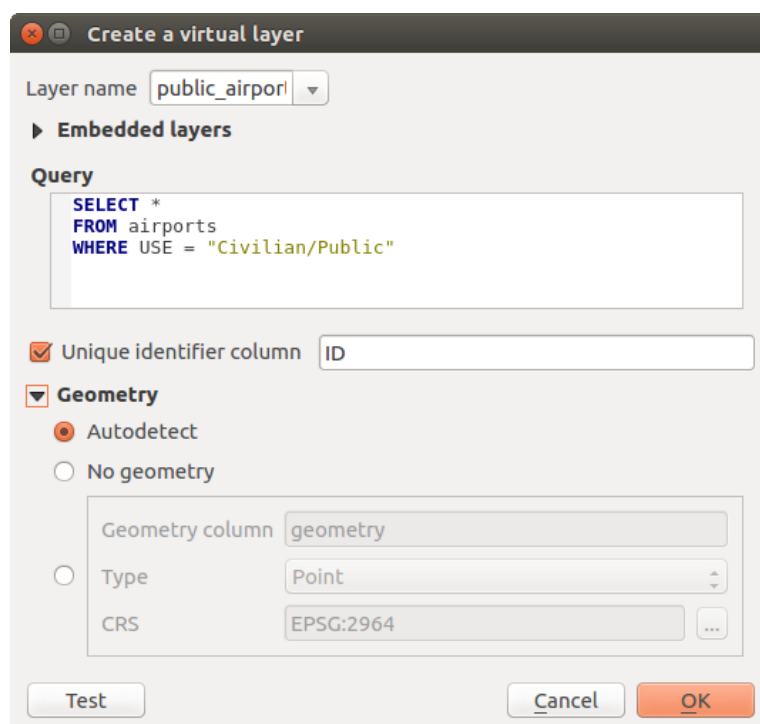 Create a virtual layer
Layer name public_airport
Embedded layers
Query
SELECT *
FROM airports
WHERE USE = "Civilian/Public"
Unique identifier column ID
Geometry
Autodetect
No geometry
Geometry column geometry
Type Point
CRS EPSG:2964 ...
Test Cancel OK